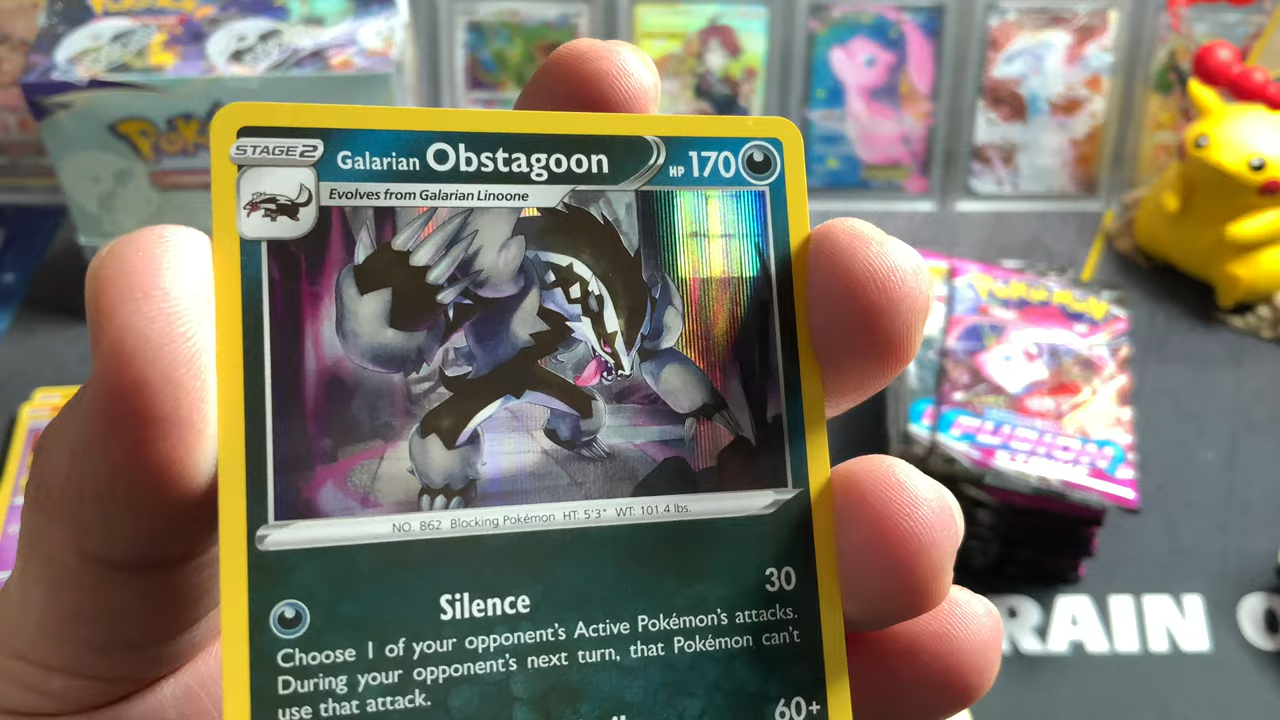 STAGE 2
Galarian Obstagoon
HP 170
Evolves from Galarian Linoone
NO. 862 Blocking Pokémon HT: 5'3" WT: 101.4 lbs.
Silence 30
Choose 1 of your opponent's Active Pokémon's attacks.
During your opponent's next turn, that Pokémon can't
use that attack.
60+
POKÉMON
FUSION
RAIN